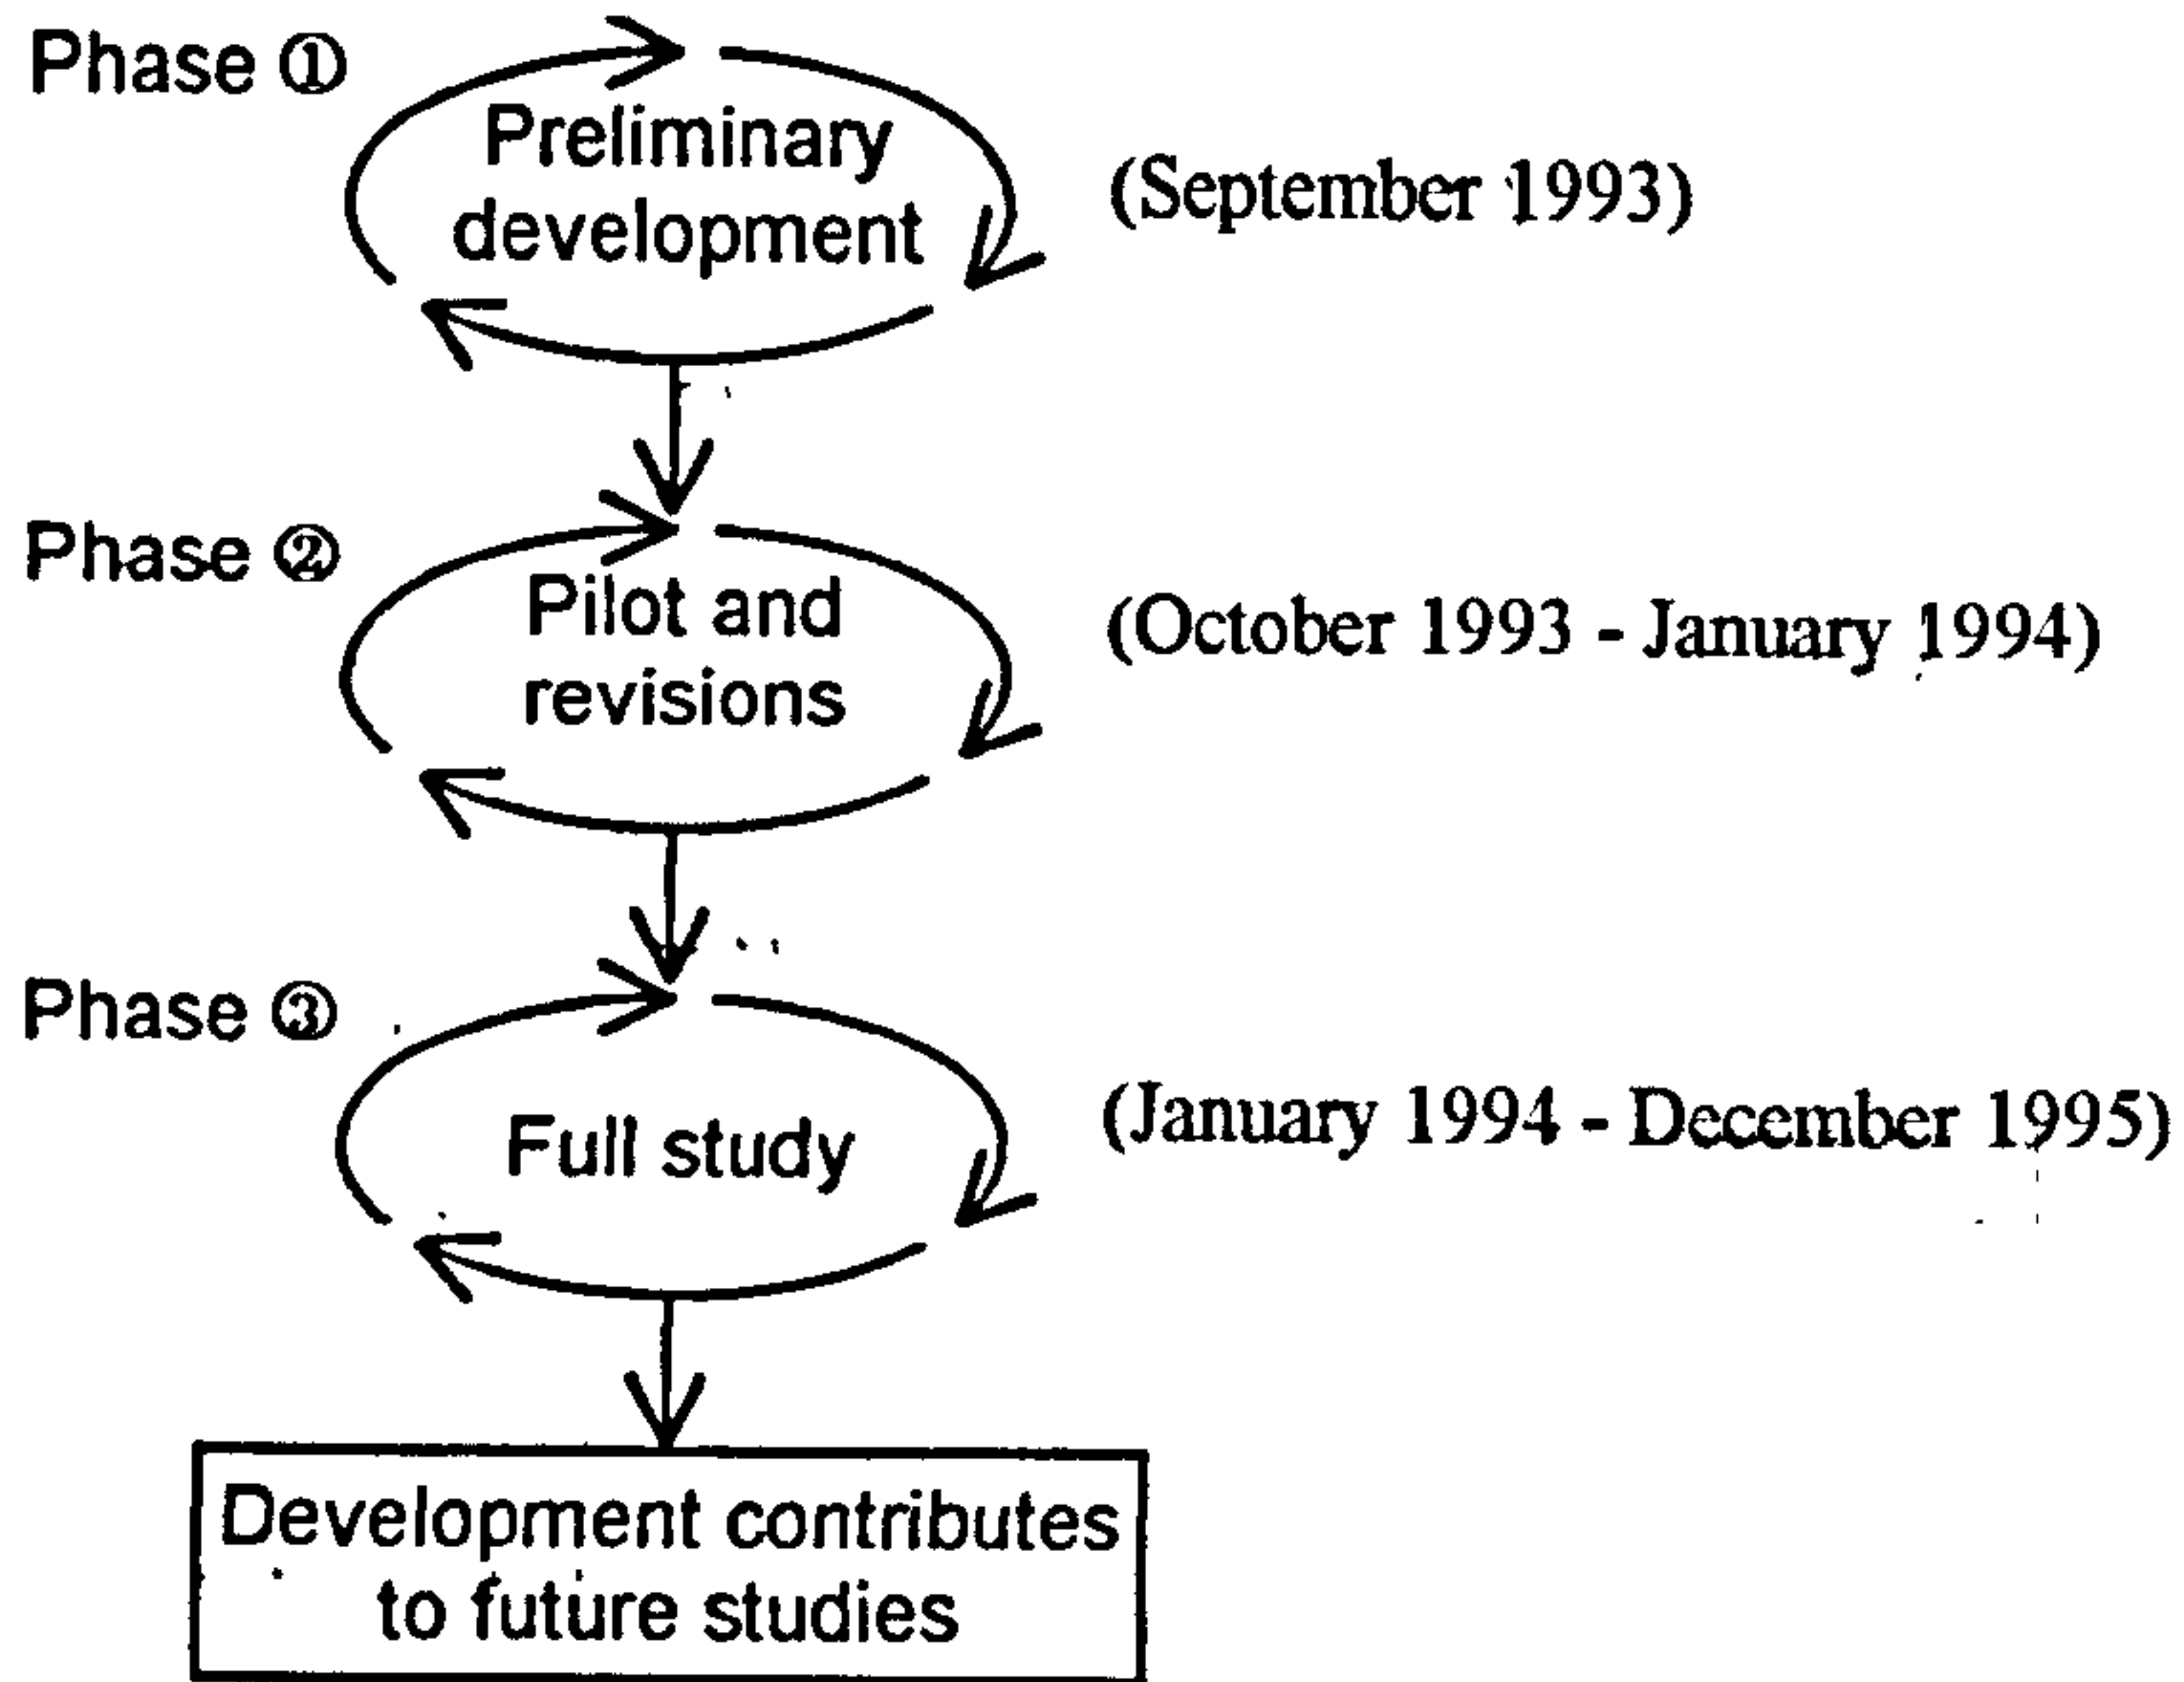 Phase ①
Preliminary
development
(September 1993)
Phase ②
Pilot and
revisions
(October 1993 - January 1994)
Phase ③
Full study
(January 1994 - December 1995)
Development contributes
to future studies